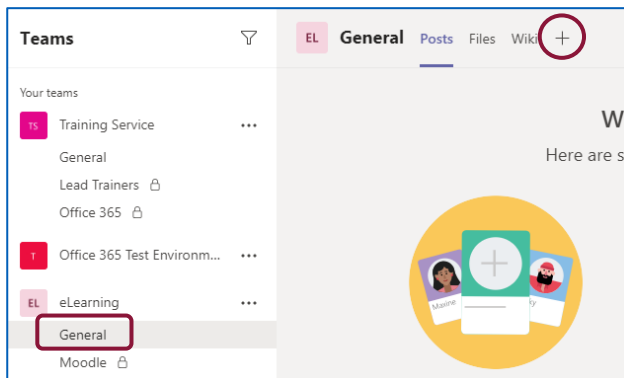 Teams
EL General Posts Files Wiki
Your teams
TS Training Service
General
Lead Trainers
Office 365
T Office 365 Test Environm...
EL eLearning
General
Moodle
W
Here are s
Maxine